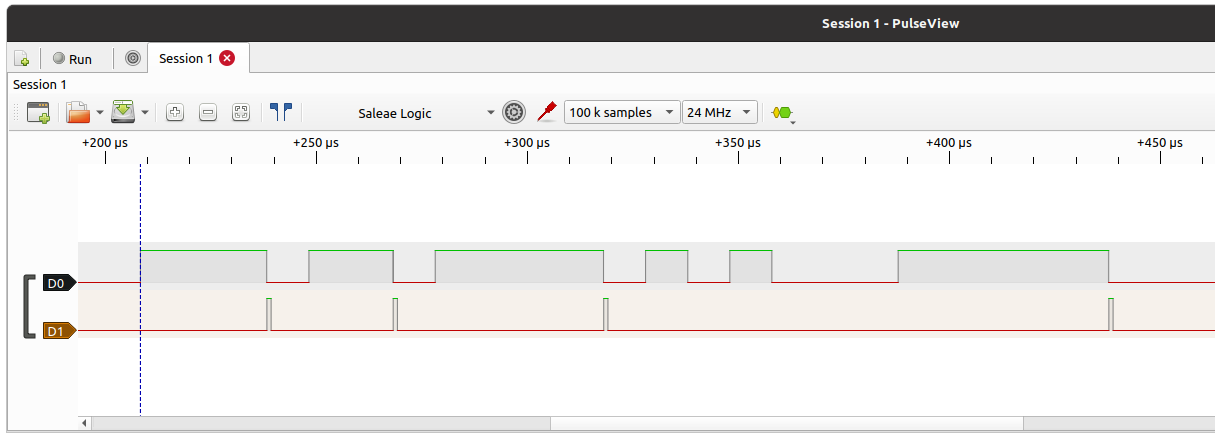 Session 1 - PulseView
Run
Session 1
Session 1
Saleae Logic 100 k samples 24 MHz
+200 µs +250 µs +300 µs +350 µs +400 µs +450 µs
D0
D1